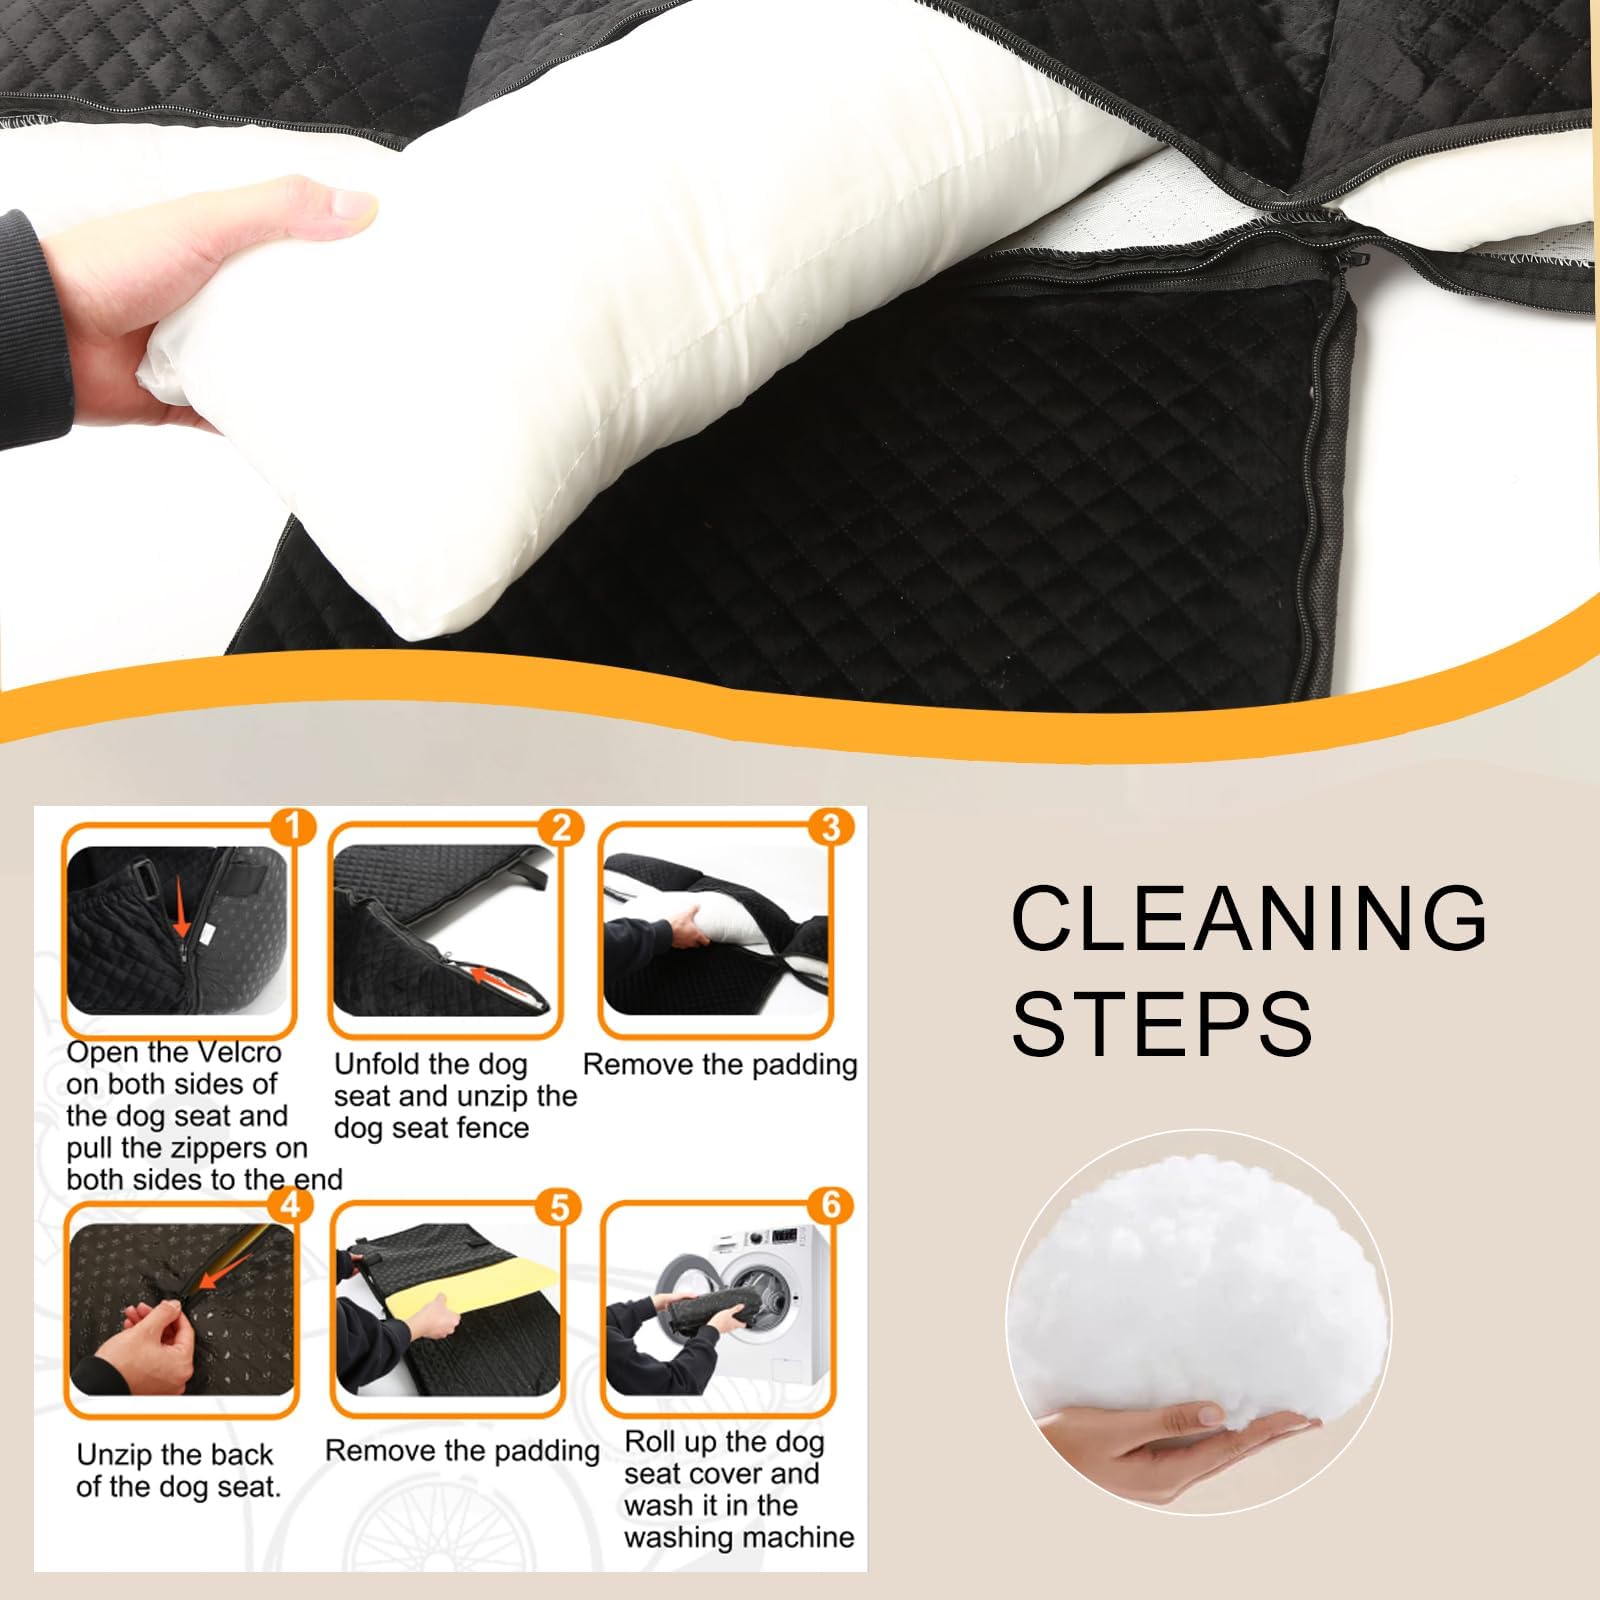 CLEANING
STEPS
1
Open the Velcro
on both sides of
the dog seat and
pull the zippers on
both sides to the end
2
Unfold the dog
seat and unzip the
dog seat fence
3
Remove the padding
4
Unzip the back
of the dog seat.
5
Remove the padding
6
Roll up the dog
seat cover and
wash it in the
washing machine